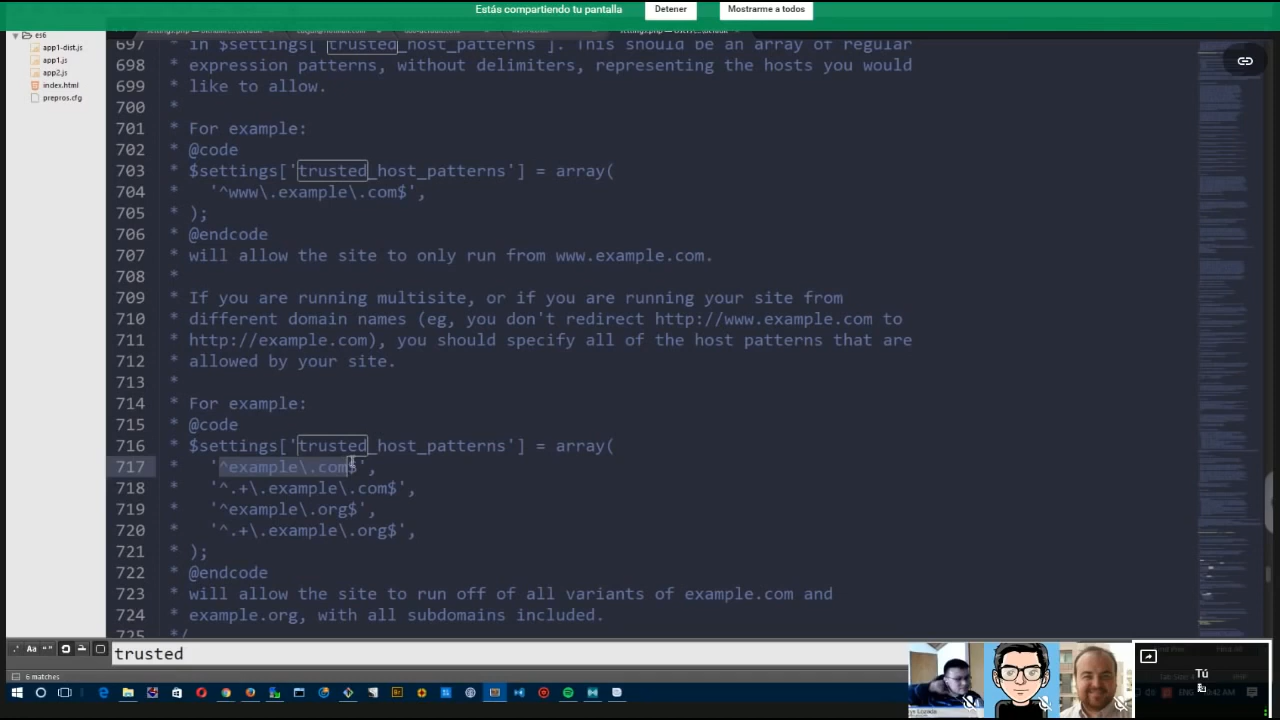 Estás compartiendo tu pantalla
Detener
Mostrarme a todos
es6
app1-dist.js
app1.js
app2.js
index.html
prepros.cfg
697 in $settings['trusted_host_patterns']. This should be an array of regular
698 * expression patterns, without delimiters, representing the hosts you would
699 * like to allow.
700 *
701 * For example:
702 * @code
703 * $settings['trusted_host_patterns'] = array(
704 *   '^www\.example\.com$',
705 * );
706 * @endcode
707 * will allow the site to only run from www.example.com.
708 *
709 * If you are running multisite, or if you are running your site from
710 * different domain names (eg, you don't redirect http://www.example.com to
711 * http://example.com), you should specify all of the host patterns that are
712 * allowed by your site.
713 *
714 * For example:
715 * @code
716 * $settings['trusted_host_patterns'] = array(
717 *   '^example\.com$',
718 *   '^.+\.example\.com$',
719 *   '^example\.org$',
720 *   '^.+\.example\.org$',
721 * );
722 * @endcode
723 * will allow the site to run off of all variants of example.com and
724 * example.org, with all subdomains included.
725 */
.* Aa “”
trusted
6 matches
Tú
ENG